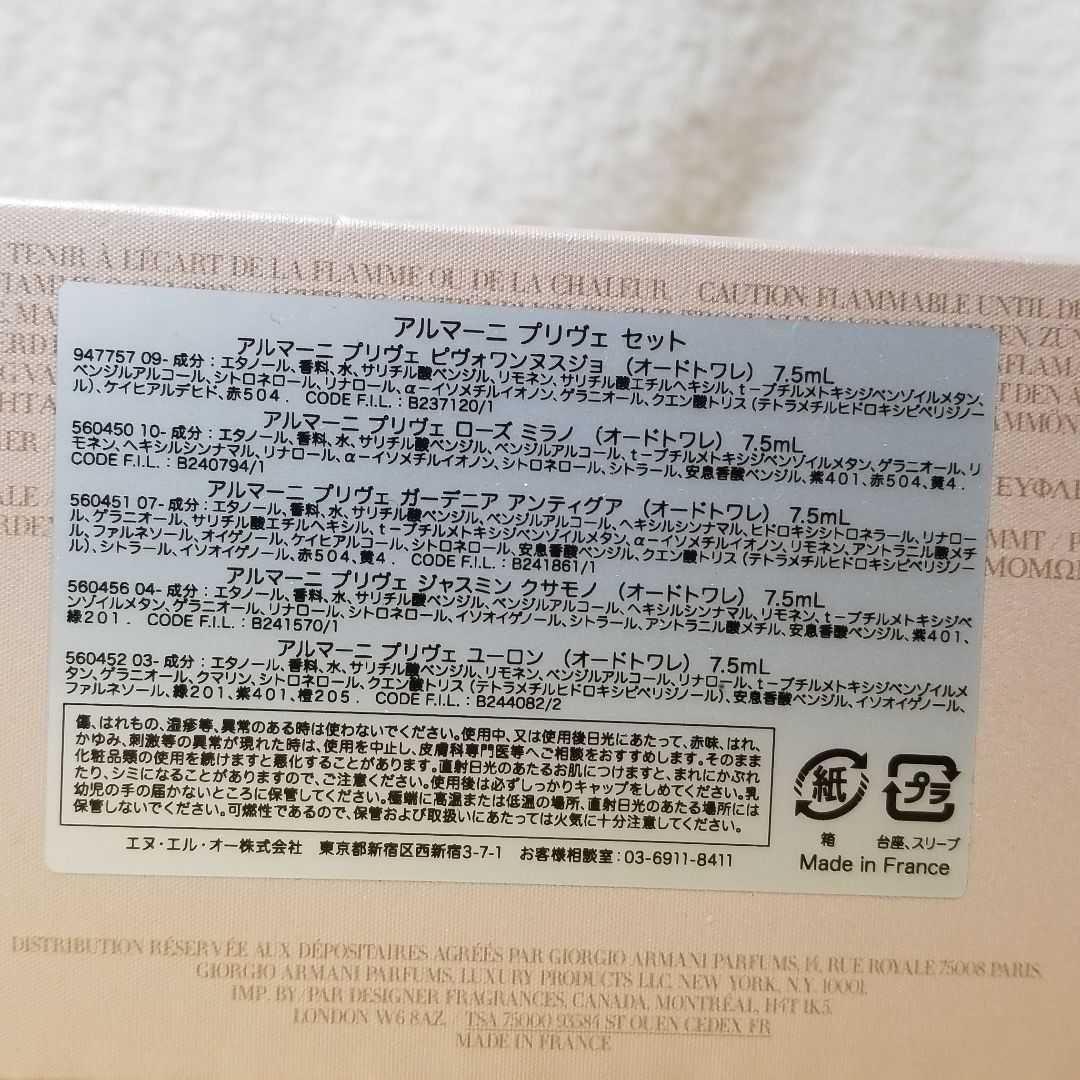 TENIR À L'ÉCART DE LA FLAMME OU DE LA CHALEUR / CAUTION: FLAMMABLE UNTIL
アルマーニ プリヴェ セット
アルマーニ プリヴェ ピヴォワンヌスジョ (オードトワレ) 7.5mL
947757 09-成分:エタノール、香料、水、サリチル酸ベンジル、リモネン、サリチル酸エチルヘキシル、t-ブチルメトキシジベンゾイルメタン、
ベンジルアルコール、シトロネロール、リナロール、α-イソメチルイオノン、ゲラニオール、クエン酸トリス(テトラメチルヒドロキシピペリジノー
ル)、ケイヒアルデヒド、赤504. CODE F.I.L.:B237120/1
アルマーニ プリヴェ ローズ ミラノ (オードトワレ) 7.5mL
560450 10-成分:エタノール、香料、水、サリチル酸ベンジル、ベンジルアルコール、t-ブチルメトキシジベンゾイルメタン、ゲラニオール、リ
モネン、ヘキシルシンナマル、リナロール、α-イソメチルイオノン、シトロネロール、シトラール、安息香酸ベンジル、紫401、赤504、黄4.
CODE F.I.L.:B240794/1
アルマーニ プリヴェ ガーデニア アンティグア (オードトワレ) 7.5mL
560451 07-成分:エタノール、香料、水、サリチル酸ベンジル、ベンジルアルコール、ヘキシルシンナマル、ヒドロキシシトロネラール、リナロー
ル、ゲラニオール、サリチル酸エチルヘキシル、t-ブチルメトキシジベンゾイルメタン、α-イソメチルイオノン、リモネン、アントラニル酸メチ
ル、ファルネソール、オイゲノール、ケイヒアルコール、シトロネロール、安息香酸ベンジル、クエン酸トリス(テトラメチルヒドロキシピペリジノー
ル)、シトラール、イソオイゲノール、赤504、黄4. CODE F.I.L.:B241861/1
アルマーニ プリヴェ ジャスミン クサモノ (オードトワレ) 7.5mL
560456 04-成分:エタノール、香料、水、サリチル酸ベンジル、ベンジルアルコール、ヘキシルシンナマル、リモネン、t-ブチルメトキシジベ
ンゾイルメタン、ゲラニオール、リナロール、シトロネロール、イソオイゲノール、シトラール、アントラニル酸メチル、安息香酸ベンジル、紫401、
緑201. CODE F.I.L.:B241570/1
アルマーニ プリヴェ ユーロン (オードトワレ) 7.5mL
560452 03-成分:エタノール、香料、水、サリチル酸ベンジル、リモネン、ベンジルアルコール、リナロール、t-ブチルメトキシジベンゾイルメ
タン、ゲラニオール、クマリン、シトロネロール、クエン酸トリス(テトラメチルヒドロキシピペリジノール)、安息香酸ベンジル、イソオイゲノール、
ファルネソール、緑201、紫401、橙205. CODE F.I.L.:B244082/2
傷、はれもの、湿疹等、異常のある時は使わないでください。使用中、又は使用後日光にあたって、赤味、はれ、
かゆみ、刺激等の異常が現れた時は、使用を中止し、皮膚科専門医等へご相談をおすすめします。そのまま
化粧品類の使用を続けますと悪化することがあります。直射日光のあたるお肌につけますと、まれにかぶれ
たり、シミになることがありますので、ご注意ください。使用後は必ずしっかりキャップをしめてください。乳
幼児の手の届かないところに保管してください。極端に高温または低温の場所、直射日光のあたる場所には
保管しないでください。可燃性であるので、保管および取扱いにあたっては火気に十分注意してください。
エヌ・エル・オー株式会社 東京都新宿区西新宿3-7-1 お客様相談室:03-6911-8411
紙
プラ
箱 台座、スリーブ
Made in France
DISTRIBUTION RÉSERVÉE AUX DÉPOSITAIRES AGRÉÉS PAR GIORGIO ARMANI PARFUMS, 14, RUE ROYALE 75008 PARIS.
GIORGIO ARMANI PARFUMS, LUXURY PRODUCTS LLC. NEW YORK, N.Y. 10001.
IMP. BY/PAR DESIGNER FRAGRANCES, CANADA, MONTRÉAL, H4T 1K5.
LONDON W6 8AZ. / TSA 75000 93584 ST OUEN CEDEX FR
MADE IN FRANCE